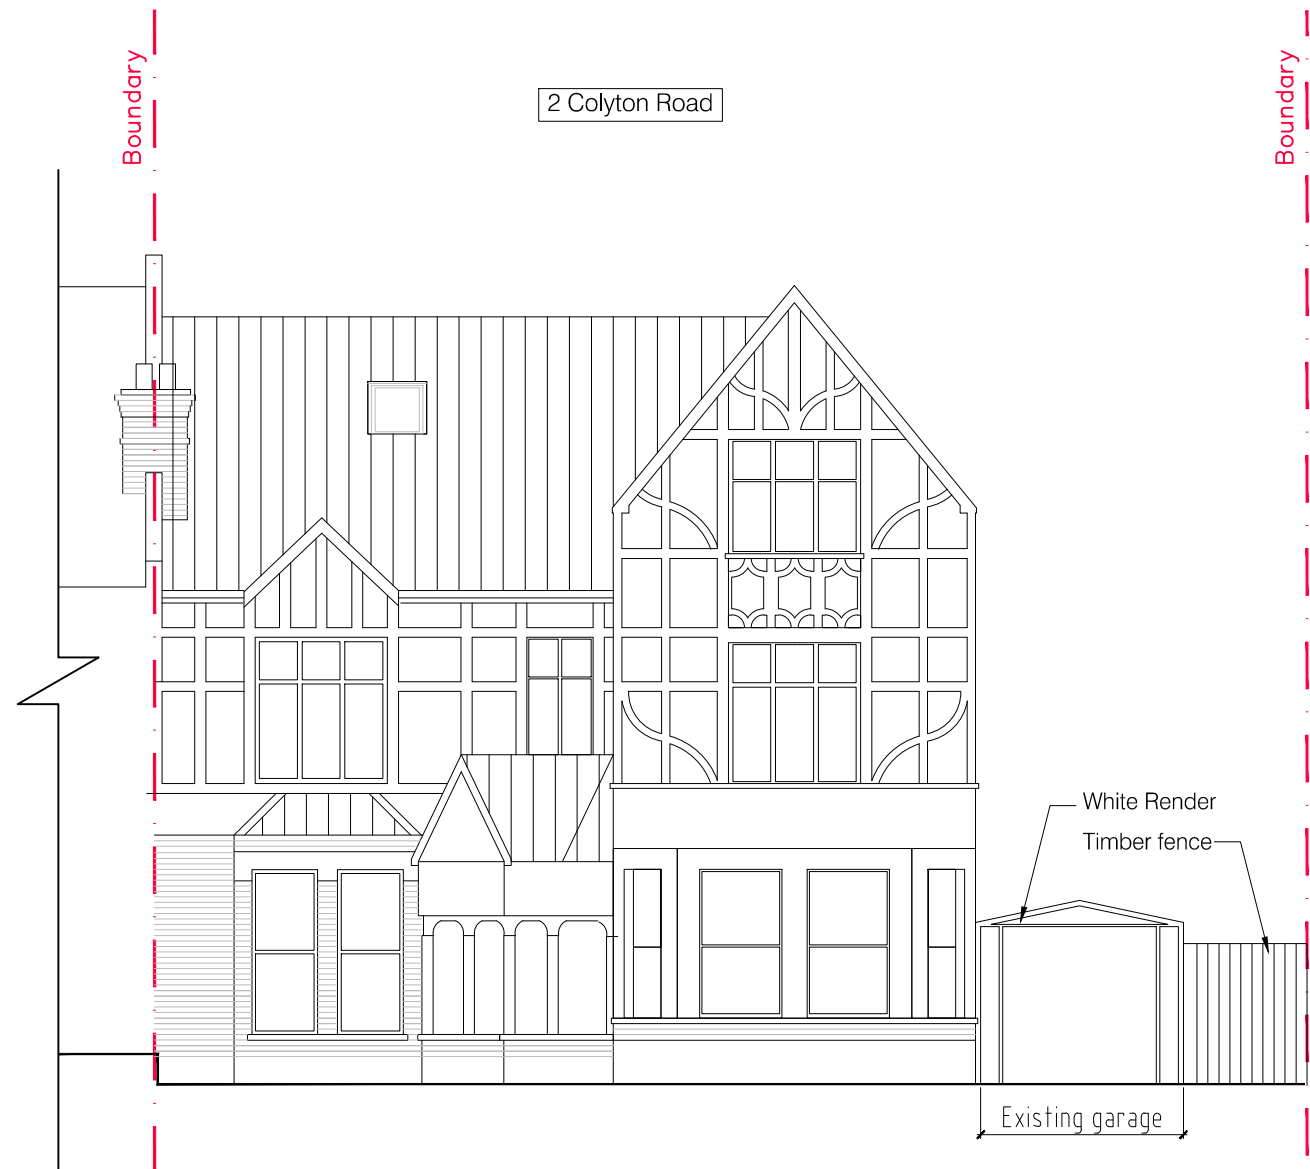 Boundary
2 Colyton Road
Boundary
White Render
Timber fence
Existing garage